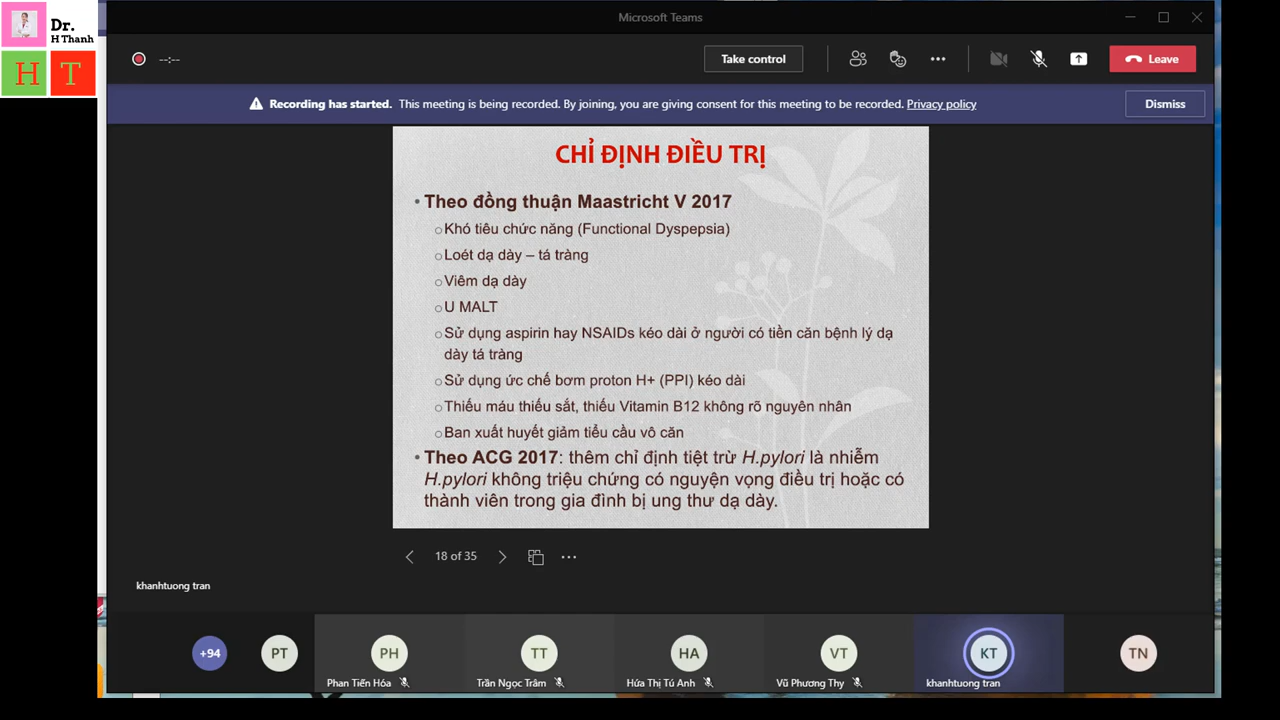 Dr.
H Thanh
H T
Microsoft Teams
--:--
Take control
Leave
Recording has started. This meeting is being recorded. By joining, you are giving consent for this meeting to be recorded. Privacy policy
Dismiss
CHỈ ĐỊNH ĐIỀU TRỊ
Theo đồng thuận Maastricht V 2017
Khó tiêu chức năng (Functional Dyspepsia)
Loét dạ dày – tá tràng
Viêm dạ dày
U MALT
Sử dụng aspirin hay NSAIDs kéo dài ở người có tiền căn bệnh lý dạ
dày tá tràng
Sử dụng ức chế bơm proton H+ (PPI) kéo dài
Thiếu máu thiếu sắt, thiếu Vitamin B12 không rõ nguyên nhân
Ban xuất huyết giảm tiểu cầu vô căn
Theo ACG 2017: thêm chỉ định tiệt trừ H.pylori là nhiễm
H.pylori không triệu chứng có nguyện vọng điều trị hoặc có
thành viên trong gia đình bị ung thư dạ dày.
18 of 35
khanhtuong tran
+94
PT
PH
TT
HA
VT
KT
TN
Phan Tiến Hóa
Trần Ngọc Trâm
Hứa Thị Tú Anh
Vũ Phương Thy
khanhtuong tran